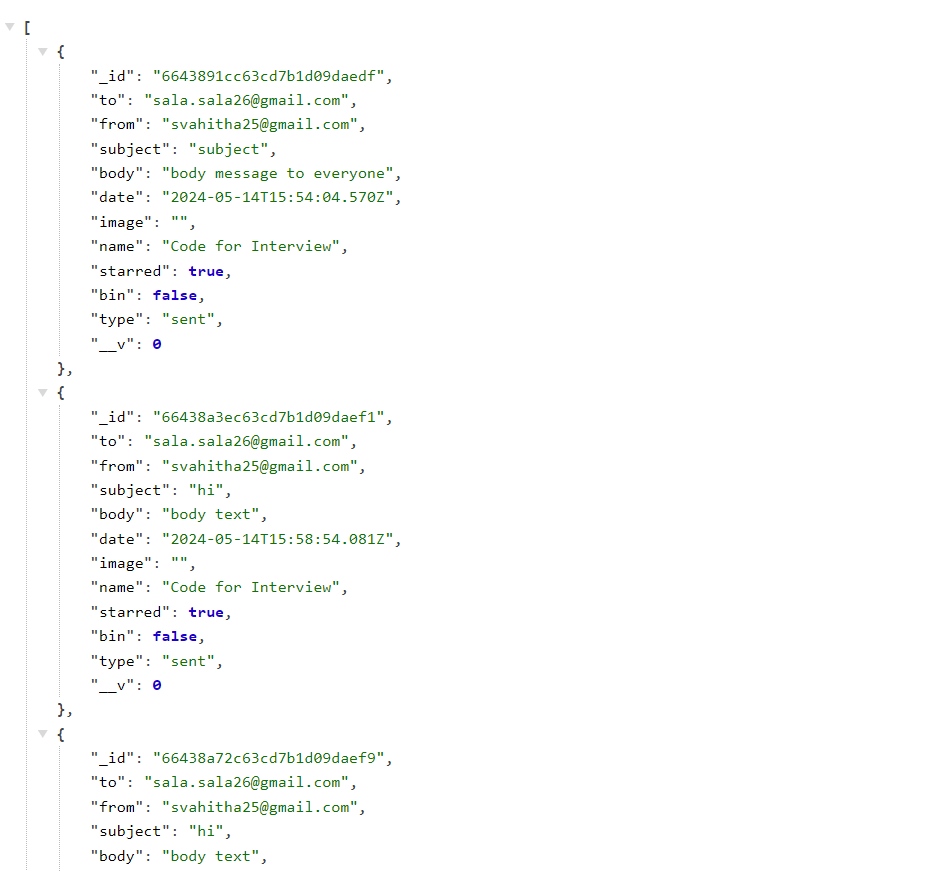 [
{
"_id": "6643891cc63cd7b1d09daedf",
"to": "sala.sala26@gmail.com",
"from": "svahitha25@gmail.com",
"subject": "subject",
"body": "body message to everyone",
"date": "2024-05-14T15:54:04.570Z",
"image": "",
"name": "Code for Interview",
"starred": true,
"bin": false,
"type": "sent",
"__v": 0
},
{
"_id": "66438a3ec63cd7b1d09daef1",
"to": "sala.sala26@gmail.com",
"from": "svahitha25@gmail.com",
"subject": "hi",
"body": "body text",
"date": "2024-05-14T15:58:54.081Z",
"image": "",
"name": "Code for Interview",
"starred": true,
"bin": false,
"type": "sent",
"__v": 0
},
{
"_id": "66438a72c63cd7b1d09daef9",
"to": "sala.sala26@gmail.com",
"from": "svahitha25@gmail.com",
"subject": "hi",
"body": "body text",